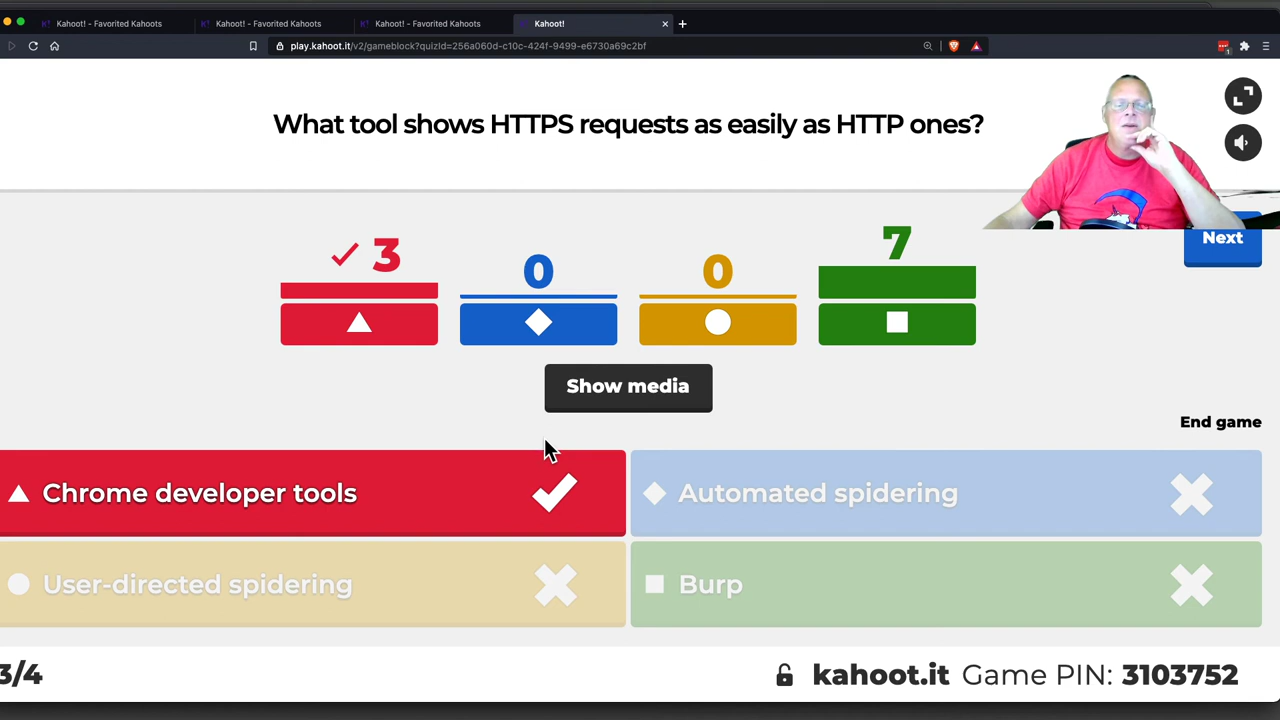 Kahoot! - Favorited Kahoots
Kahoot! - Favorited Kahoots
Kahoot! - Favorited Kahoots
Kahoot!
play.kahoot.it/v2/gameblock?quizId=256a060d-c10c-424f-9499-e6730a69c2bf
What tool shows HTTPS requests as easily as HTTP ones?
Next
3
0
0
7
Show media
End game
Chrome developer tools
Automated spidering
User-directed spidering
Burp
3/4
kahoot.it Game PIN: 3103752